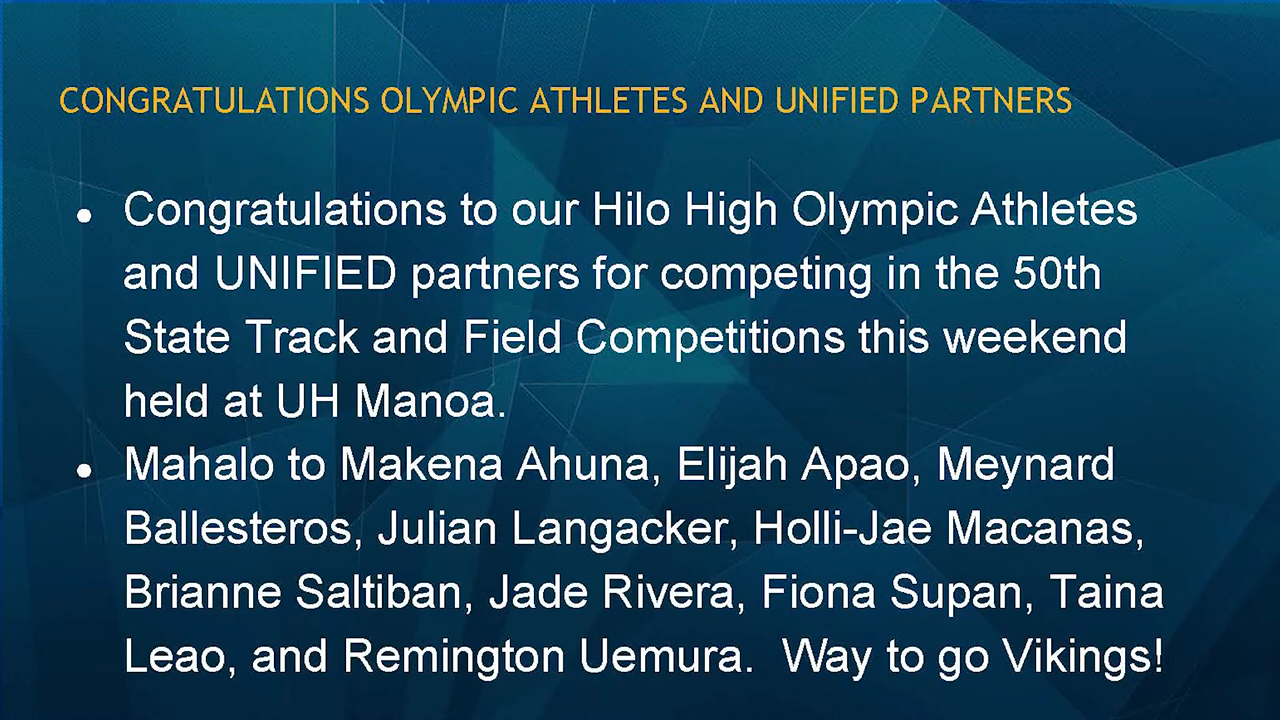 CONGRATULATIONS OLYMPIC ATHLETES AND UNIFIED PARTNERS
● Congratulations to our Hilo High Olympic Athletes
and UNIFIED partners for competing in the 50th
State Track and Field Competitions this weekend
held at UH Manoa.
● Mahalo to Makena Ahuna, Elijah Apao, Meynard
Ballesteros, Julian Langacker, Holli-Jae Macanas,
Brianne Saltiban, Jade Rivera, Fiona Supan, Taina
Leao, and Remington Uemura.  Way to go Vikings!